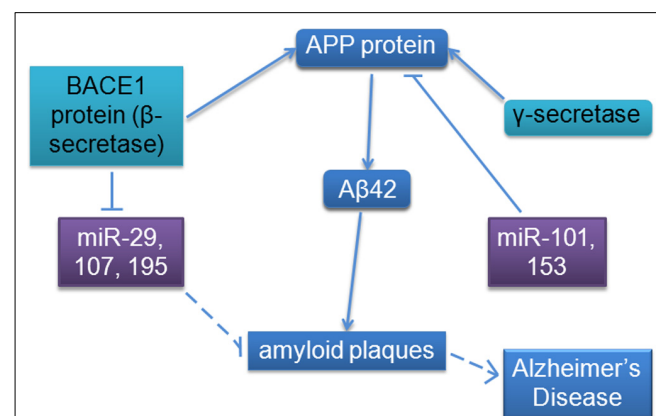 APP protein
BACE1
protein (β-
secretase)
γ-secretase
Aβ42
miR-29,
107, 195
miR-101,
153
amyloid plaques
Alzheimer's
Disease